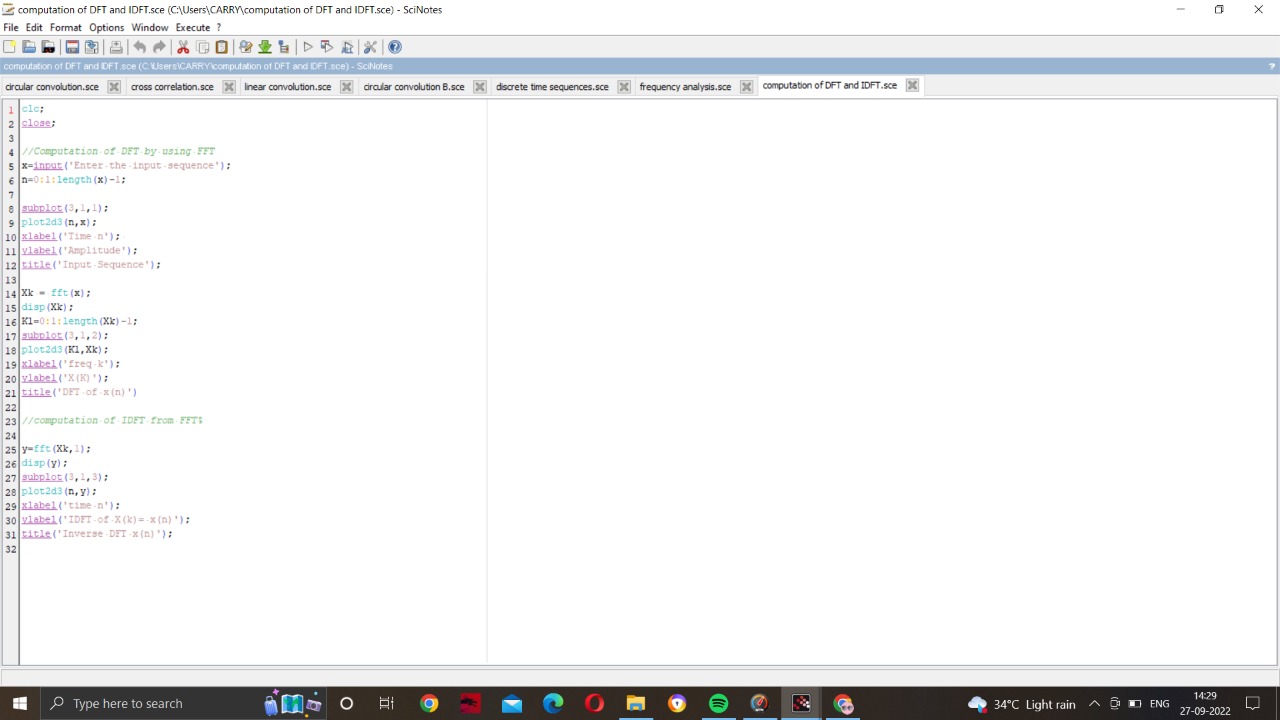 computation of DFT and IDFT.sce (C:\Users\CARRY\computation of DFT and IDFT.sce) - SciNotes
File Edit Format Options Window Execute ?
computation of DFT and IDFT.sce (C:\Users\CARRY\computation of DFT and IDFT.sce) - SciNotes
?
circular convolution.sce cross correlation.sce linear convolution.sce circular convolution B.sce discrete time sequences.sce frequency analysis.sce computation of DFT and IDFT.sce
1 clc;
2 close;
3
4 //Computation of DFT by using FFT
5 x=input('Enter the input sequence');
6 n=0:1:length(x)-1;
7
8 subplot(3,1,1);
9 plot2d3(n,x);
10 xlabel('Time n');
11 ylabel('Amplitude');
12 title('Input Sequence');
13
14 Xk = fft(x);
15 disp(Xk);
16 K1=0:1:length(Xk)-1;
17 subplot(3,1,2);
18 plot2d3(K1,Xk);
19 xlabel('freq k');
20 ylabel('X(K)');
21 title('DFT of x(n)')
22
23 //computation of IDFT from FFT%
24
25 y=fft(Xk,1);
26 disp(y);
27 subplot(3,1,3);
28 plot2d3(n,y);
29 xlabel('time n');
30 ylabel('IDFT of X(k)= x(n)');
31 title('Inverse DFT x(n)');
32
Type here to search
34°C Light rain
ENG
14:29
27-09-2022